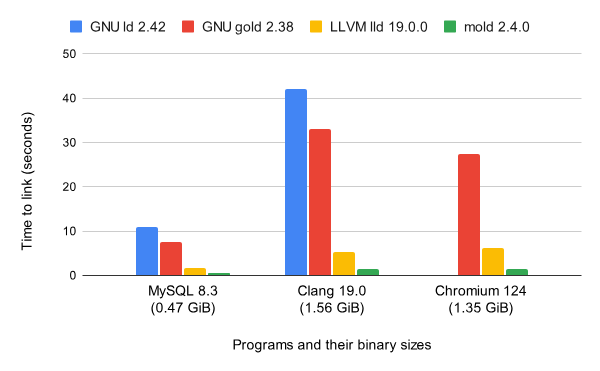 GNU ld 2.42 GNU gold 2.38 LLVM lld 19.0.0 mold 2.4.0
Time to link (seconds)
50
40
30
20
10
0
MySQL 8.3 Clang 19.0 Chromium 124
(0.47 GiB) (1.56 GiB) (1.35 GiB)
Programs and their binary sizes